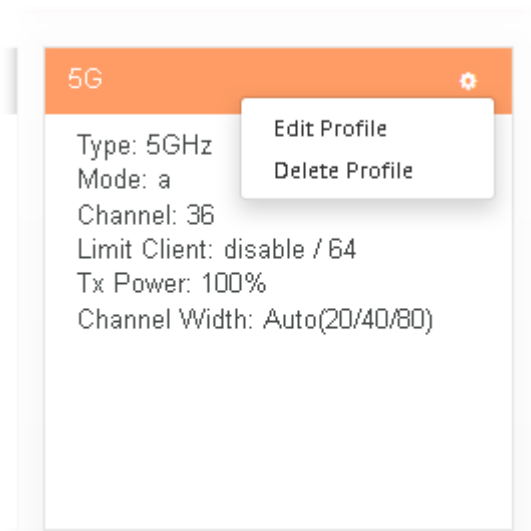 5G
Edit Profile
Delete Profile
Type: 5GHz
Mode: a
Channel: 36
Limit Client: disable / 64
Tx Power: 100%
Channel Width: Auto(20/40/80)